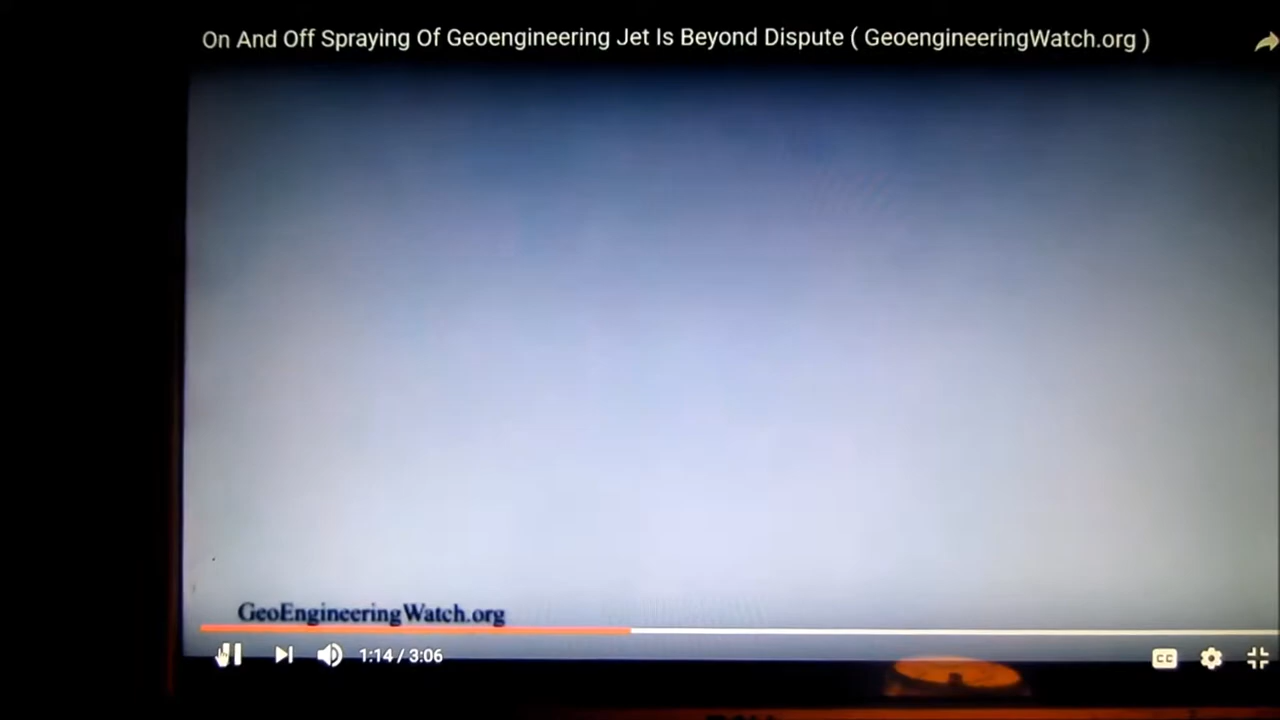 On And Off Spraying Of Geoengineering Jet Is Beyond Dispute ( GeoengineeringWatch.org )
GeoEngineeringWatch.org
1:14 / 3:06
CC